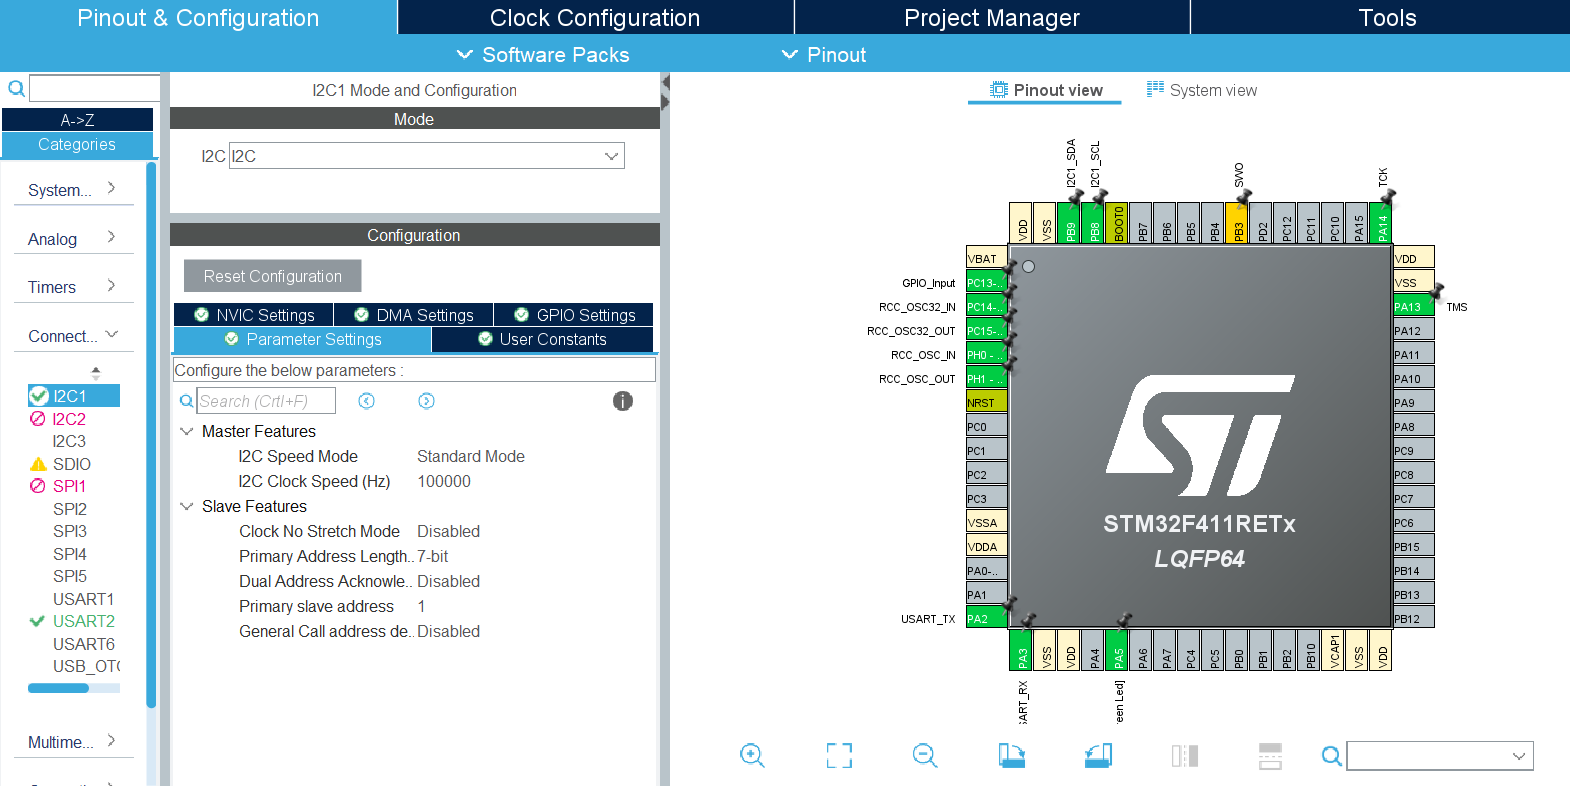 Pinout & Configuration
Clock Configuration
Project Manager
Tools
Software Packs
Pinout
A->Z
Categories
System...
Analog
Timers
Connect...
I2C1
I2C2
I2C3
SDIO
SPI1
SPI2
SPI3
SPI4
SPI5
USART1
USART2
USART6
USB_OTG
Multime...
I2C1 Mode and Configuration
Mode
I2C I2C
Configuration
Reset Configuration
NVIC Settings
DMA Settings
GPIO Settings
Parameter Settings
User Constants
Configure the below parameters :
Search (Crtl+F)
Master Features
I2C Speed Mode Standard Mode
I2C Clock Speed (Hz) 100000
Slave Features
Clock No Stretch Mode Disabled
Primary Address Length.. 7-bit
Dual Address Acknowle.. Disabled
Primary slave address 1
General Call address de.. Disabled
Pinout view
System view
I2C1_SDA
I2C1_SCL
SWO
TCK
VDD
VSS
PB9
PB8
BOOT0
PB7
PB6
PB5
PB4
PB3
PD2
PC12
PC11
PC10
PA15
PA14
VBAT
GPIO_Input PC13-..
RCC_OSC32_IN PC14-..
RCC_OSC32_OUT PC15-..
RCC_OSC_IN PH0 - ..
RCC_OSC_OUT PH1 - ..
NRST
PC0
PC1
PC2
PC3
VSSA
VDDA
PA0-..
PA1
USART_TX PA2
STM32F411RETx
LQFP64
VDD
VSS
PA13 TMS
PA12
PA11
PA10
PA9
PA8
PC9
PC8
PC7
PC6
PB15
PB14
PB13
PB12
PA3
VSS
VDD
PA4
PA5
PA6
PA7
PC4
PC5
PB0
PB1
PB2
PB10
VCAP1
VSS
VDD
SART_RX
reen Led]